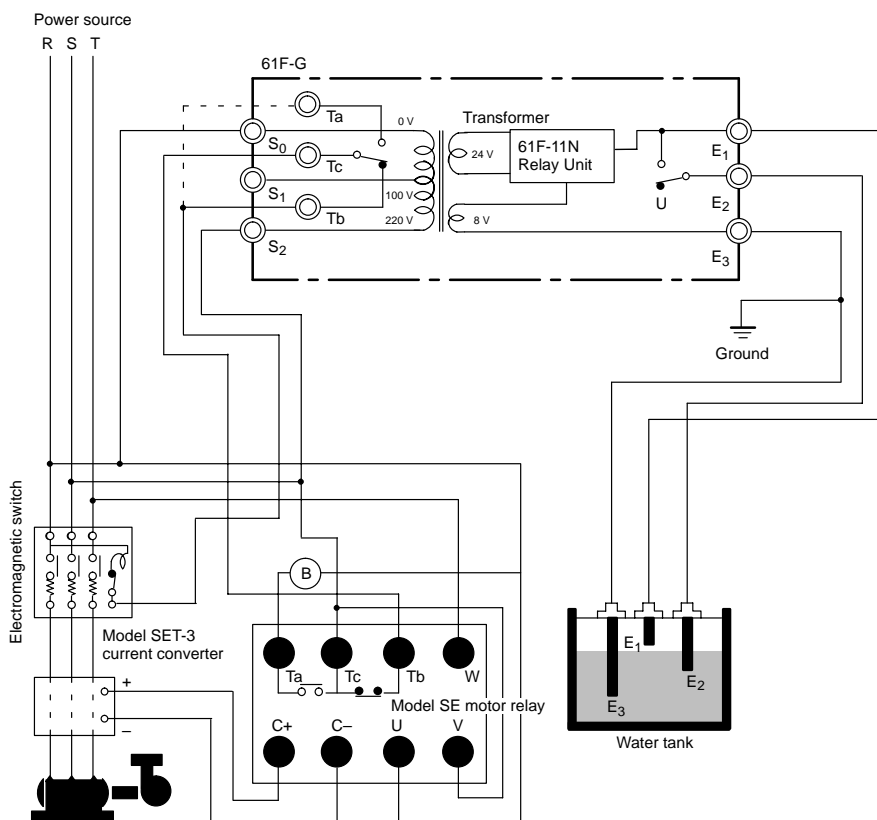 Power source
R S T
61F-G
Ta
0 V
Transformer
S0
Tc
24 V
61F-11N
Relay Unit
E1
S1
100 V
Tb
220 V
8 V
U
E2
S2
E3
Ground
Electromagnetic switch
B
Model SET-3
current converter
Ta
Tc
Tb
W
Model SE motor relay
+
–
C+
C–
U
V
E1
E2
E3
Water tank